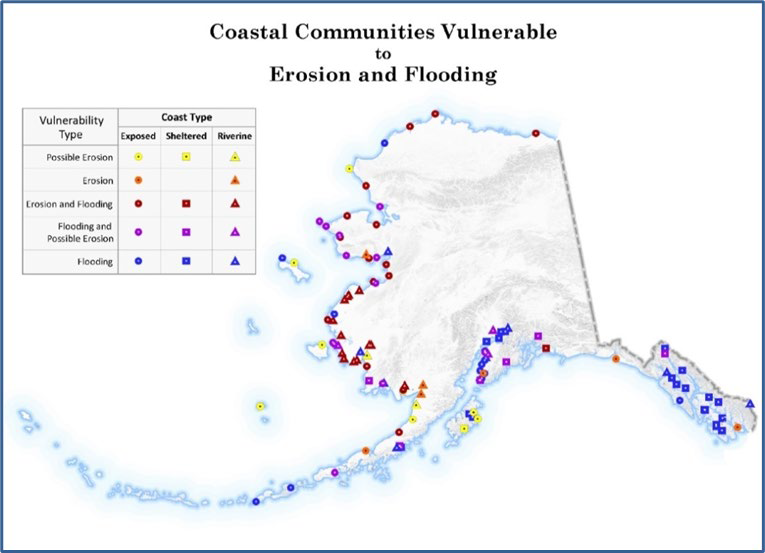 Coastal Communities Vulnerable
to
Erosion and Flooding
Vulnerability
Type
Coast Type
Exposed Sheltered Riverine
Possible Erosion
Erosion
Erosion and Flooding
Flooding and
Possible Erosion
Flooding